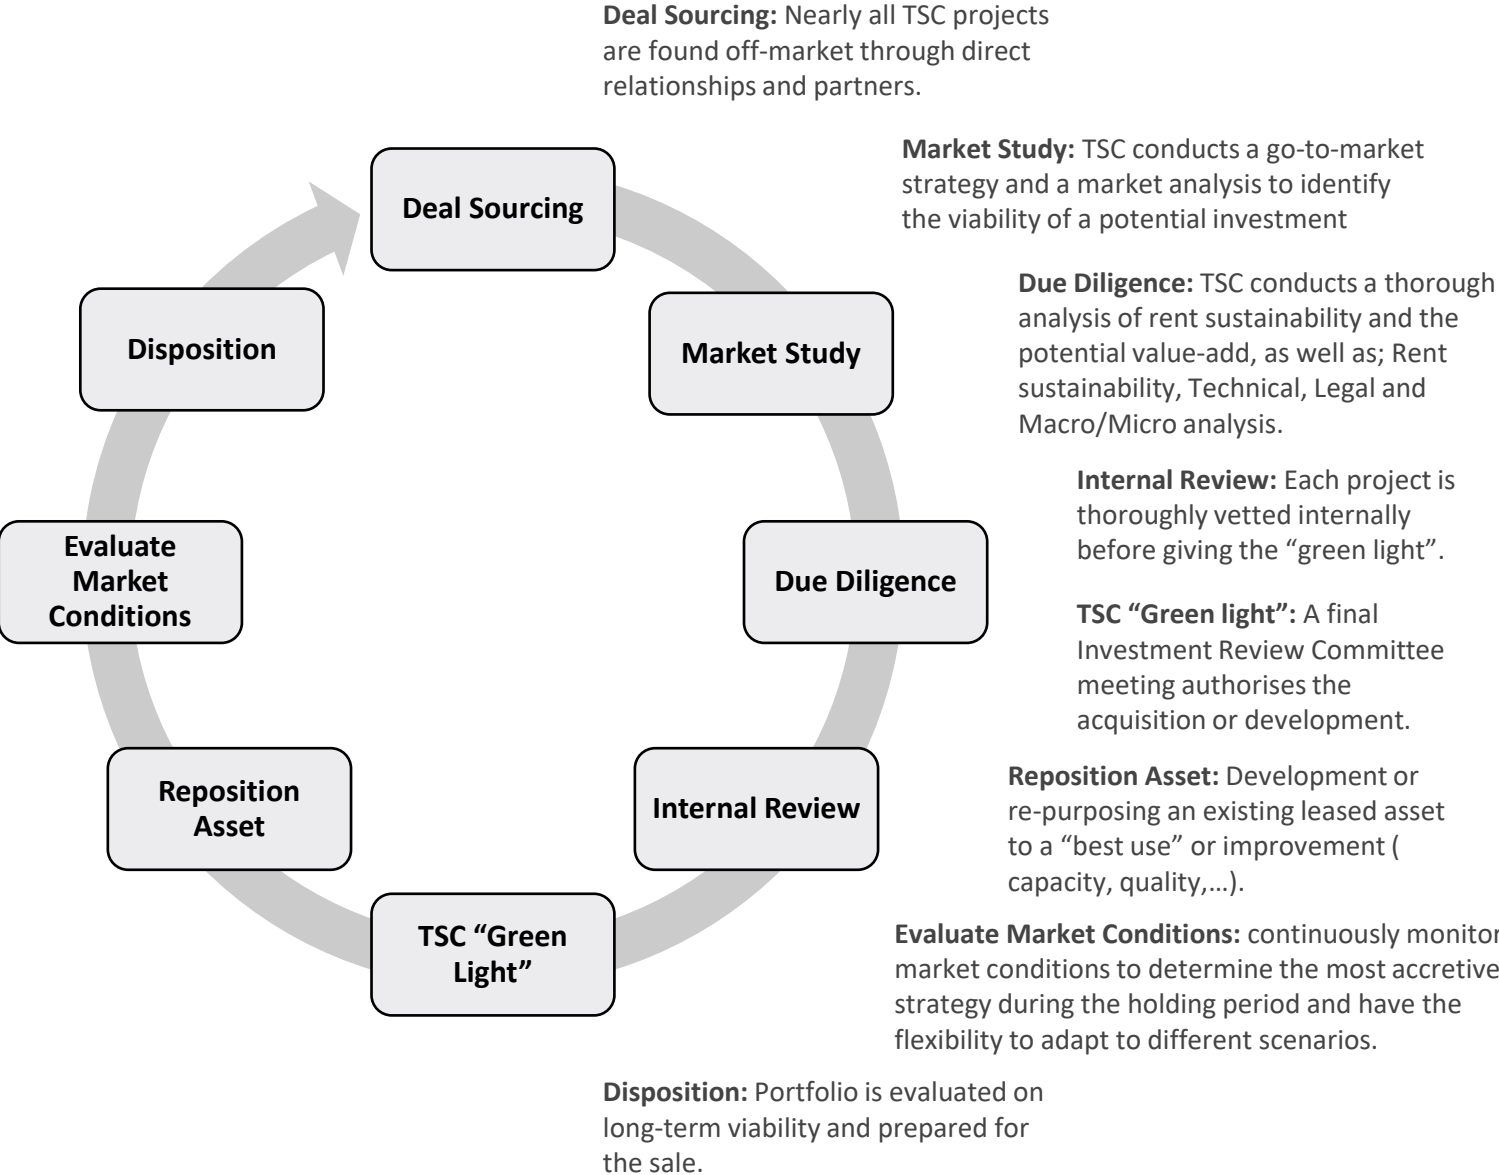 Deal Sourcing: Nearly all TSC projects
are found off-market through direct
relationships and partners.
Market Study: TSC conducts a go-to-market
strategy and a market analysis to identify
the viability of a potential investment
Due Diligence: TSC conducts a thorough
analysis of rent sustainability and the
potential value-add, as well as; Rent
sustainability, Technical, Legal and
Macro/Micro analysis.
Internal Review: Each project is
thoroughly vetted internally
before giving the “green light”.
TSC “Green light”: A final
Investment Review Committee
meeting authorises the
acquisition or development.
Reposition Asset: Development or
re-purposing an existing leased asset
to a “best use” or improvement (
capacity, quality,…).
Evaluate Market Conditions: continuously monitor
market conditions to determine the most accretive
strategy during the holding period and have the
flexibility to adapt to different scenarios.
Disposition: Portfolio is evaluated on
long-term viability and prepared for
the sale.
Deal Sourcing
Market Study
Due Diligence
Internal Review
TSC “Green
Light”
Reposition
Asset
Evaluate
Market
Conditions
Disposition